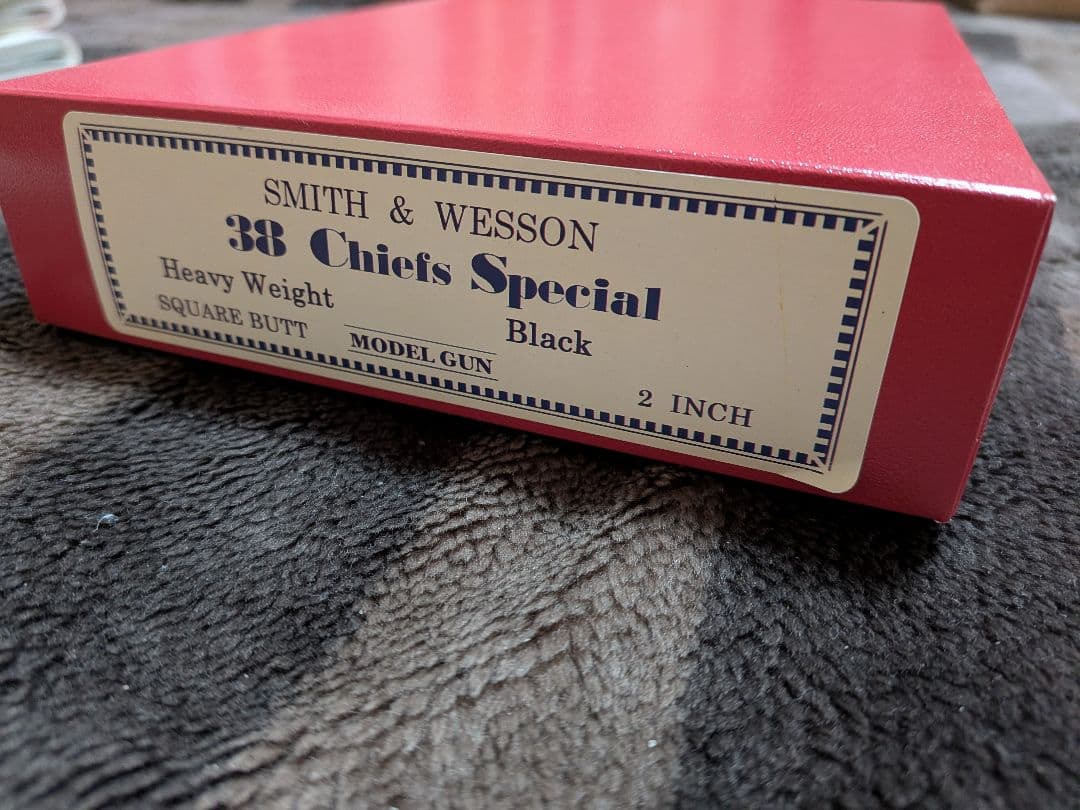 SMITH & WESSON
38 Chiefs Special
Heavy Weight Black
SQUARE BUTT MODEL GUN 2 INCH